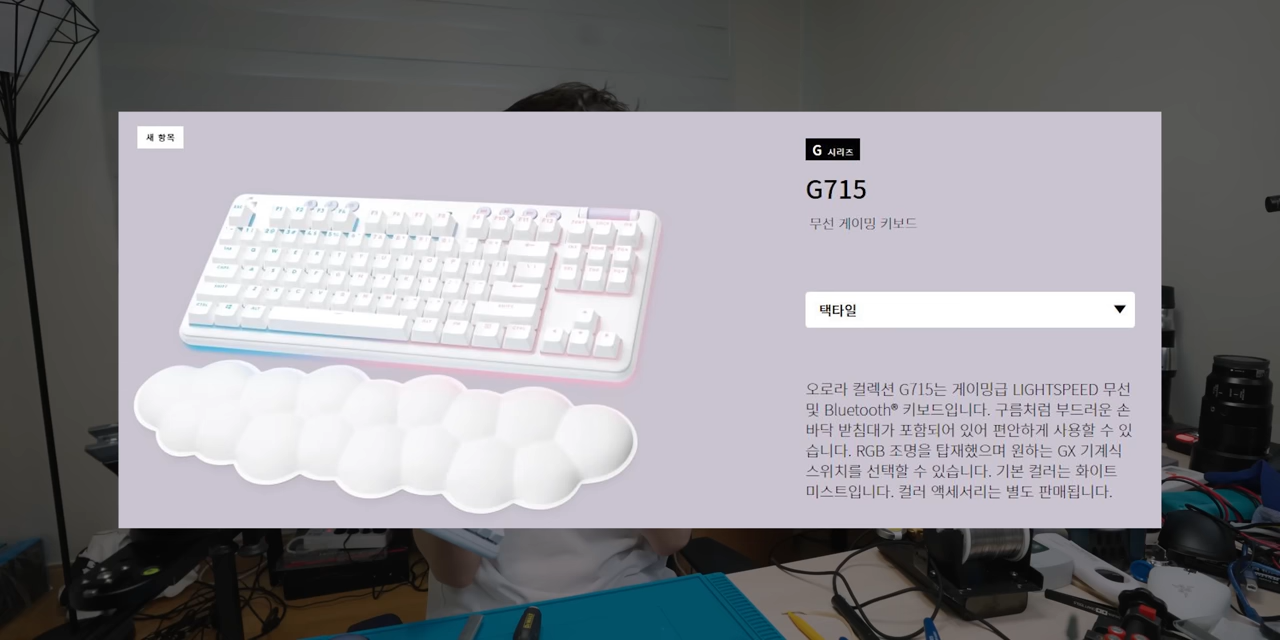 새 항목
G 시리즈
G715
무선 게이밍 키보드
택타일
오로라 컬렉션 G715는 게이밍급 LIGHTSPEED 무선
및 Bluetooth® 키보드입니다. 구름처럼 부드러운 손
바닥 받침대가 포함되어 있어 편안하게 사용할 수 있
습니다. RGB 조명을 탑재했으며 원하는 GX 기계식
스위치를 선택할 수 있습니다. 기본 컬러는 화이트
미스트입니다. 컬러 액세서리는 별도 판매됩니다.